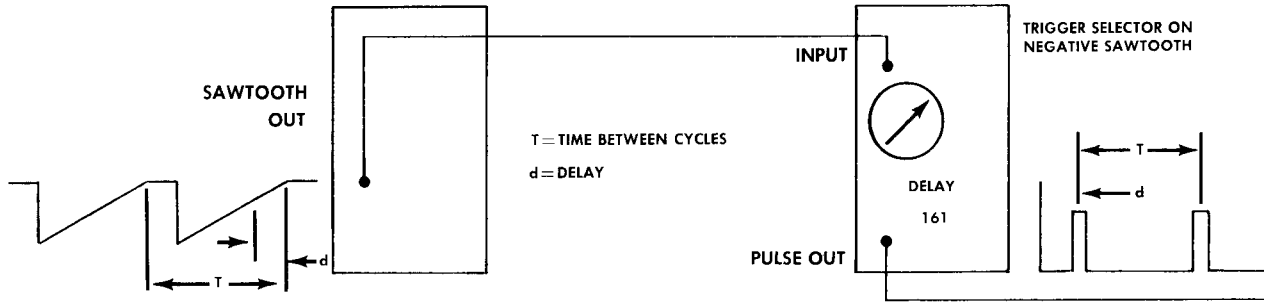 SAWTOOTH
OUT
T
d
T=TIME BETWEEN CYCLES
d=DELAY
INPUT
DELAY
161
PULSE OUT
TRIGGER SELECTOR ON
NEGATIVE SAWTOOTH
T
d